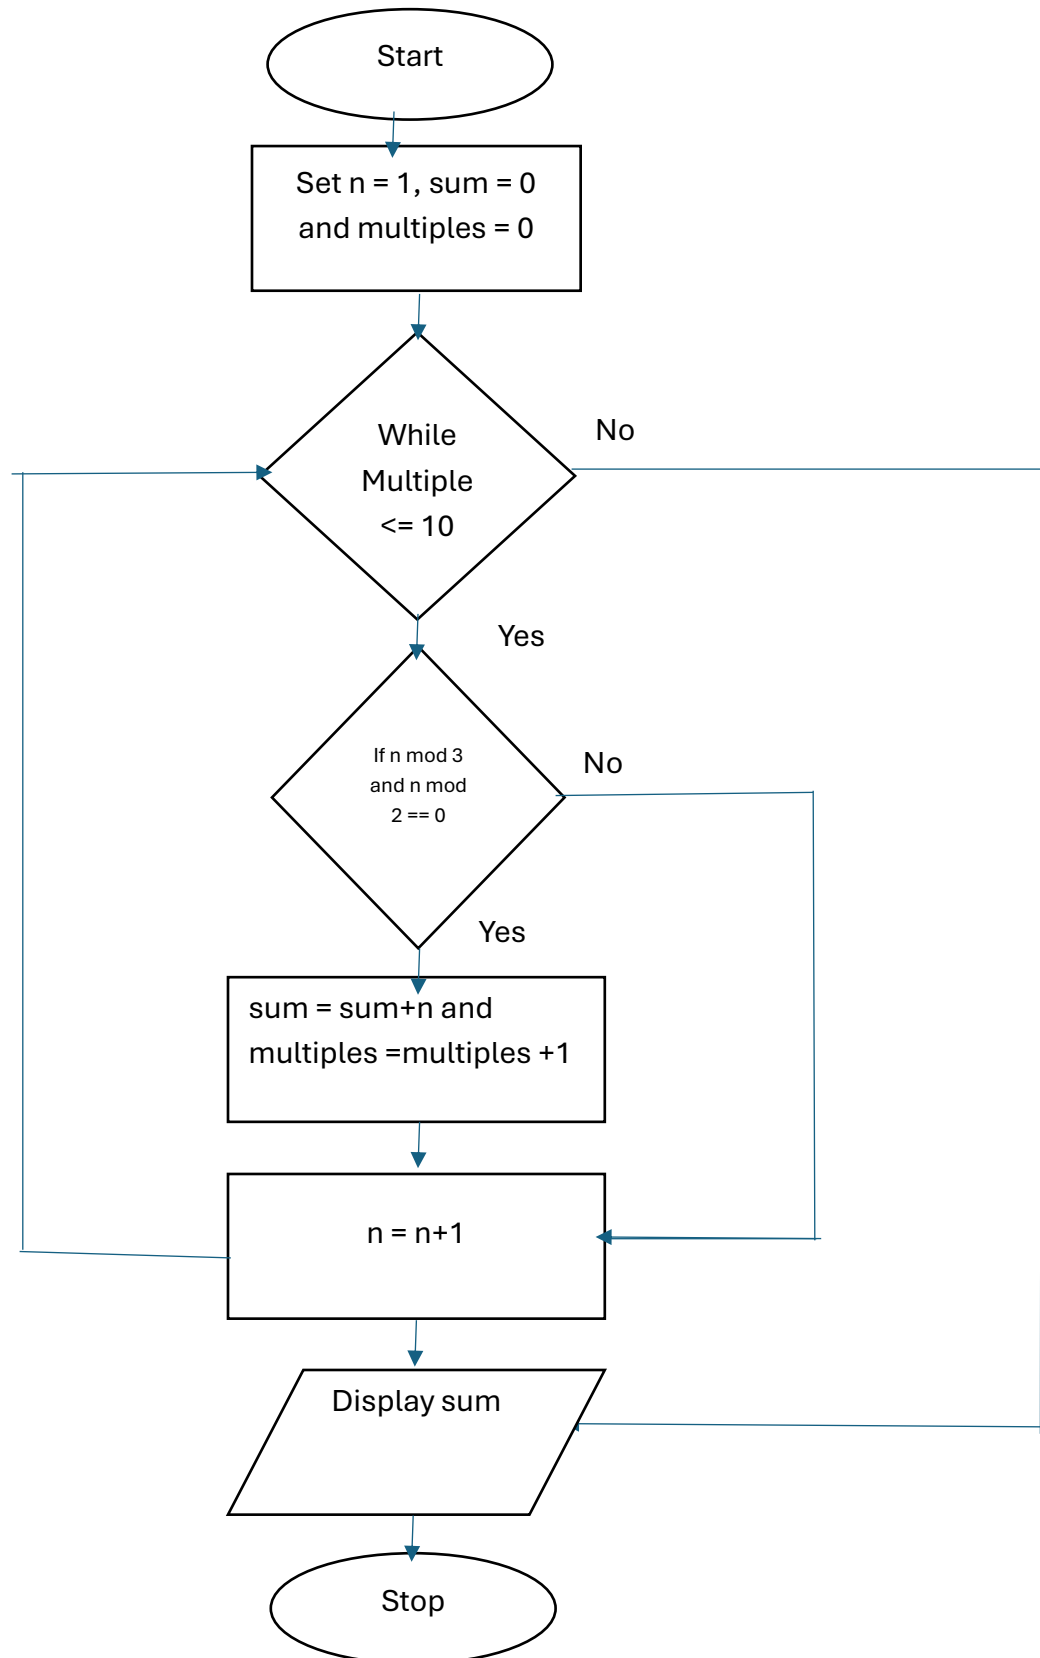 Start
Set n = 1, sum = 0
and multiples = 0
While
Multiple
<= 10
No
Yes
If n mod 3
and n mod
2 == 0
No
Yes
sum = sum+n and
multiples =multiples +1
n = n+1
Display sum
Stop